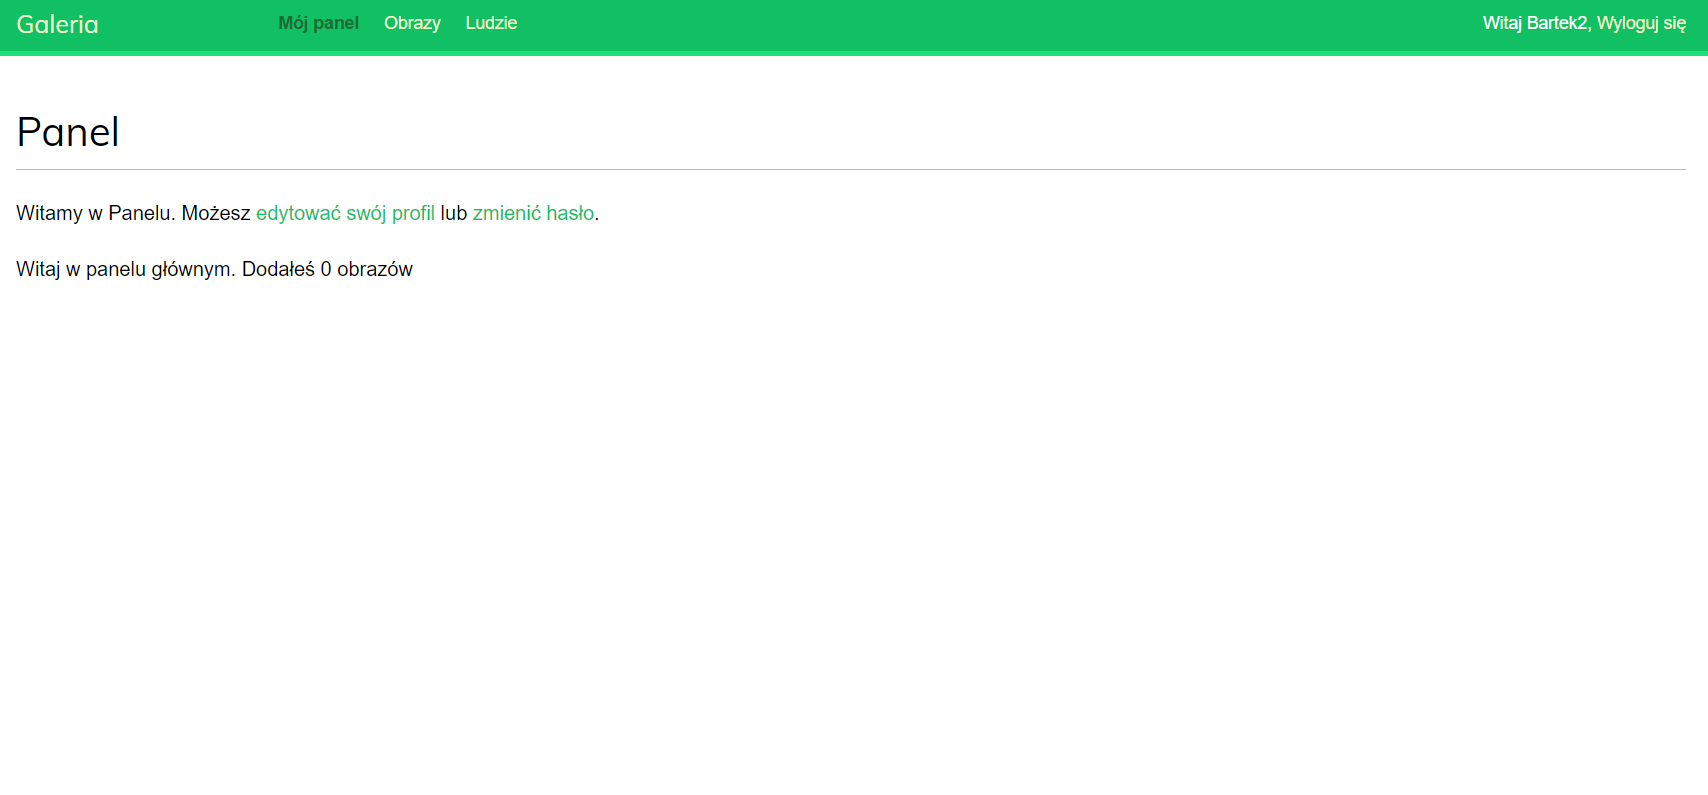 Galeria Mój panel Obrazy Ludzie Witaj Bartek2, Wyloguj się
Panel
Witamy w Panelu. Możesz edytować swój profil lub zmienić hasło.
Witaj w panelu głównym. Dodałeś 0 obrazów